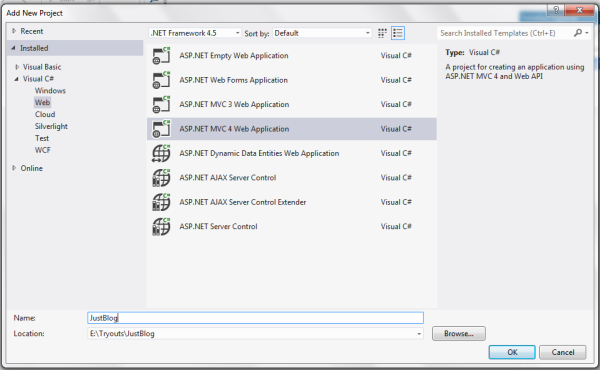 Add New Project
Recent
.NET Framework 4.5
Sort by: Default
Search Installed Templates (Ctrl+E)
Installed
Visual Basic
Visual C#
Windows
Web
Cloud
Silverlight
Test
WCF
Online
ASP.NET Empty Web Application Visual C#
ASP.NET Web Forms Application Visual C#
ASP.NET MVC 3 Web Application Visual C#
ASP.NET MVC 4 Web Application Visual C#
ASP.NET Dynamic Data Entities Web Application Visual C#
ASP.NET AJAX Server Control Visual C#
ASP.NET AJAX Server Control Extender Visual C#
ASP.NET Server Control Visual C#
Type: Visual C#
A project for creating an application using
ASP.NET MVC 4 and Web API
Name: JustBlog
Location: E:\Tryouts\JustBlog
Browse...
OK Cancel